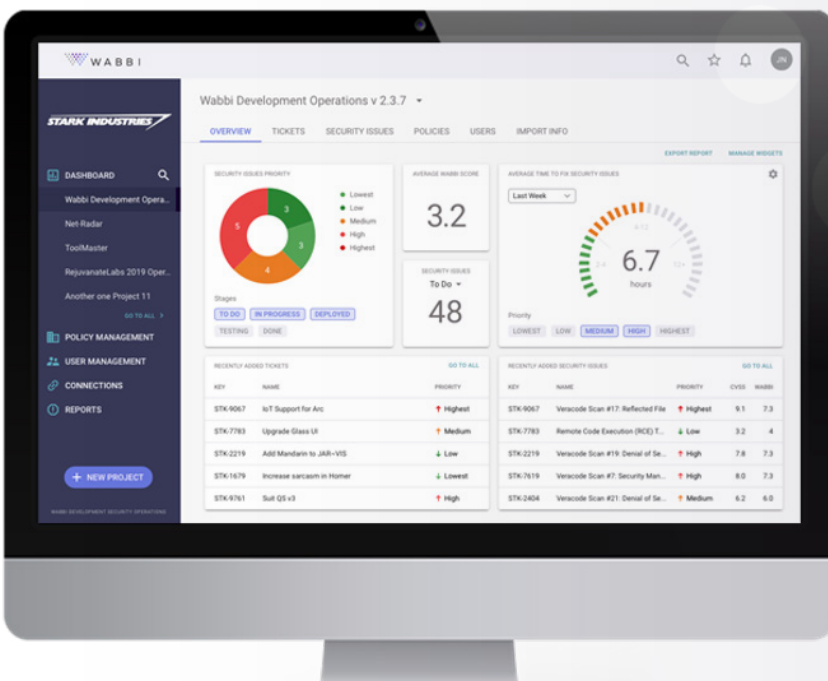 WABBI
JN
STARK INDUSTRIES
DASHBOARD
Wabbi Development Opera...
Net-Radar
ToolMaster
RejuvanateLabs 2019 Oper...
Another one Project 11
GO TO ALL >
POLICY MANAGEMENT
USER MANAGEMENT
CONNECTIONS
REPORTS
+ NEW PROJECT
WABBI DEVELOPMENT SECURITY OPERATIONS
Wabbi Development Operations v 2.3.7
OVERVIEW TICKETS SECURITY ISSUES POLICIES USERS IMPORT INFO
EXPORT REPORT MANAGE WIDGETS
SECURITY ISSUES PRIORITY
3
3
4
5
Lowest
Low
Medium
High
Highest
Stages
TO DO IN PROGRESS DEPLOYED
TESTING DONE
AVERAGE WABBI SCORE
3.2
SECURITY ISSUES
To Do
48
AVERAGE TIME TO FIX SECURITY ISSUES
Last Week
4-12
12+
6.7
hours
Priority
LOWEST LOW MEDIUM HIGH HIGHEST
RECENTLY ADDED TICKETS GO TO ALL
KEY NAME PRIORITY
STK-9067 IoT Support for Arc Highest
STK-7783 Upgrade Glass UI Medium
STK-2219 Add Mandarin to JAR-VIS Low
STK-1679 Increase sarcasm in Homer Lowest
STK-9761 Suit QS v3 High
RECENTLY ADDED SECURITY ISSUES GO TO ALL
KEY NAME PRIORITY CVSS WABBI
STK-9067 Veracode Scan #17: Reflected File Highest 9.1 7.3
STK-7783 Remote Code Execution (RCE) T... Low 3.2 4
STK-2219 Veracode Scan #19: Denial of Se... High 7.8 7.3
STK-7619 Veracode Scan #7: Security Man... High 8.0 7.3
STK-2404 Veracode Scan #21: Denial of Se... Medium 6.2 6.0